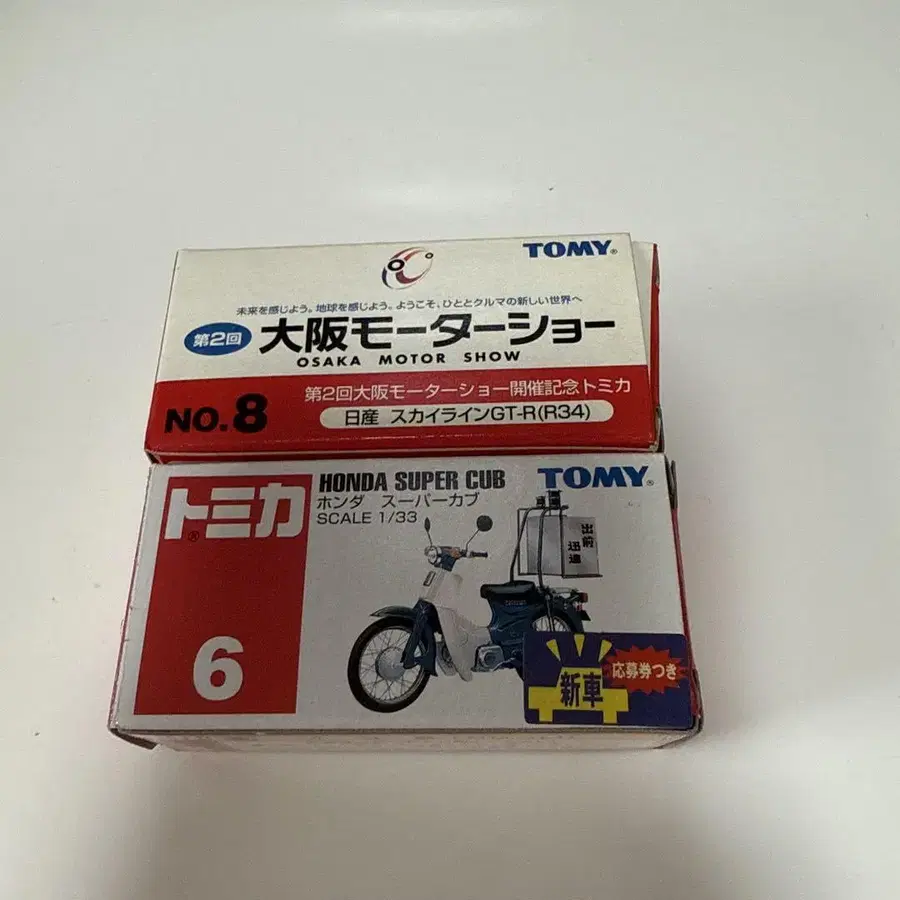 TOMY®
未来を感じよう。地球を感じよう。ようこそ、ひととクルマの新しい世界へ
第2回 大阪モーターショー
OSAKA MOTOR SHOW
NO.8
第2回大阪モーターショー開催記念トミカ
日産 スカイラインGT-R(R34)
トミカ®
HONDA SUPER CUB
TOMY®
ホンダ スーパーカブ
SCALE 1/33
出前
迅速
6
新車
応募券つき